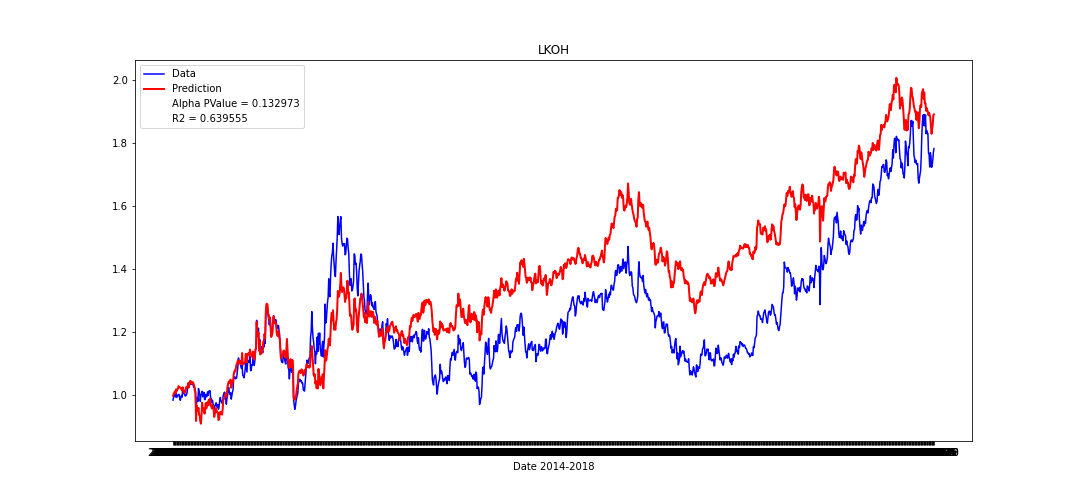 LKOH
Data
Prediction
Alpha PValue = 0.132973
R2 = 0.639555
2.0
1.8
1.6
1.4
1.2
1.0
Date 2014-2018